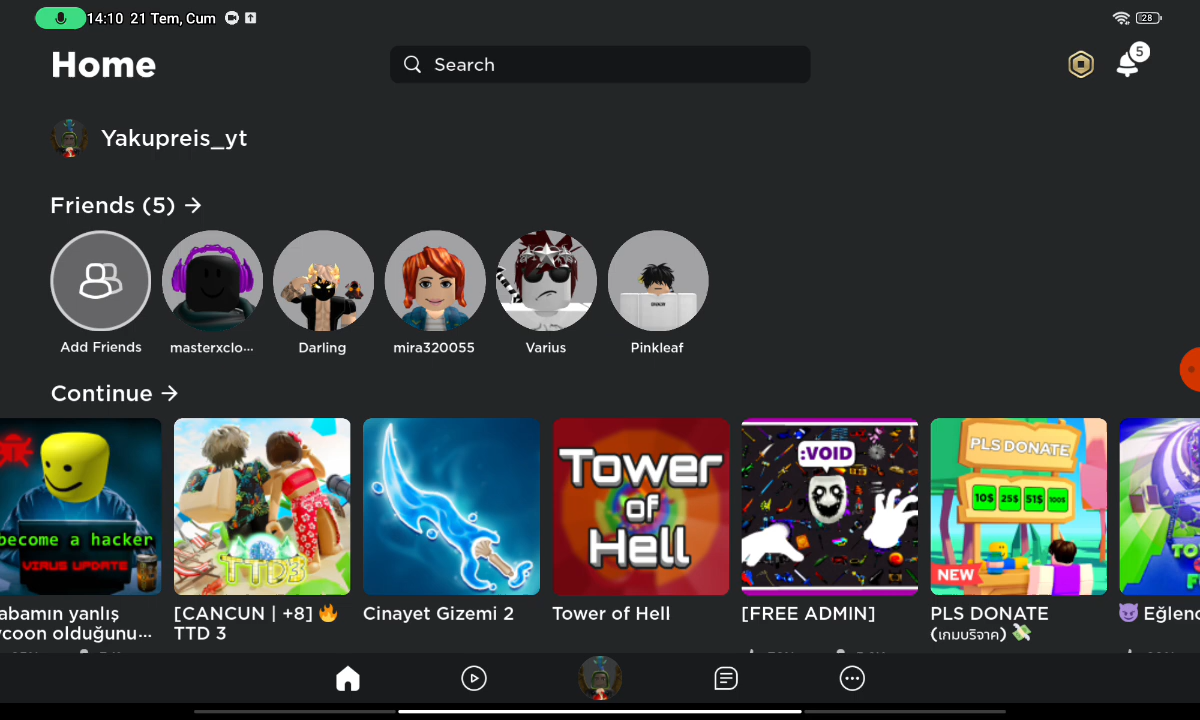 14:10 21 Tem, Cum
28
Home
Search
5
Yakupreis_yt
Friends (5)
Add Friends
masterxclo...
Darling
mira320055
Varius
Pinkleaf
Continue
become a hacker
VIRUS UPDATE
TTD3
Tower
of
Hell
:VOID
PLS DONATE
10$ 25$ 51$ 100$
NEW
abamın yanlış
ycoon olduğunu...
[CANCUN | +8] 🔥
TTD 3
Cinayet Gizemi 2
Tower of Hell
[FREE ADMIN]
PLS DONATE
(เกมบริจาค) 💸
😈 Eğlenc